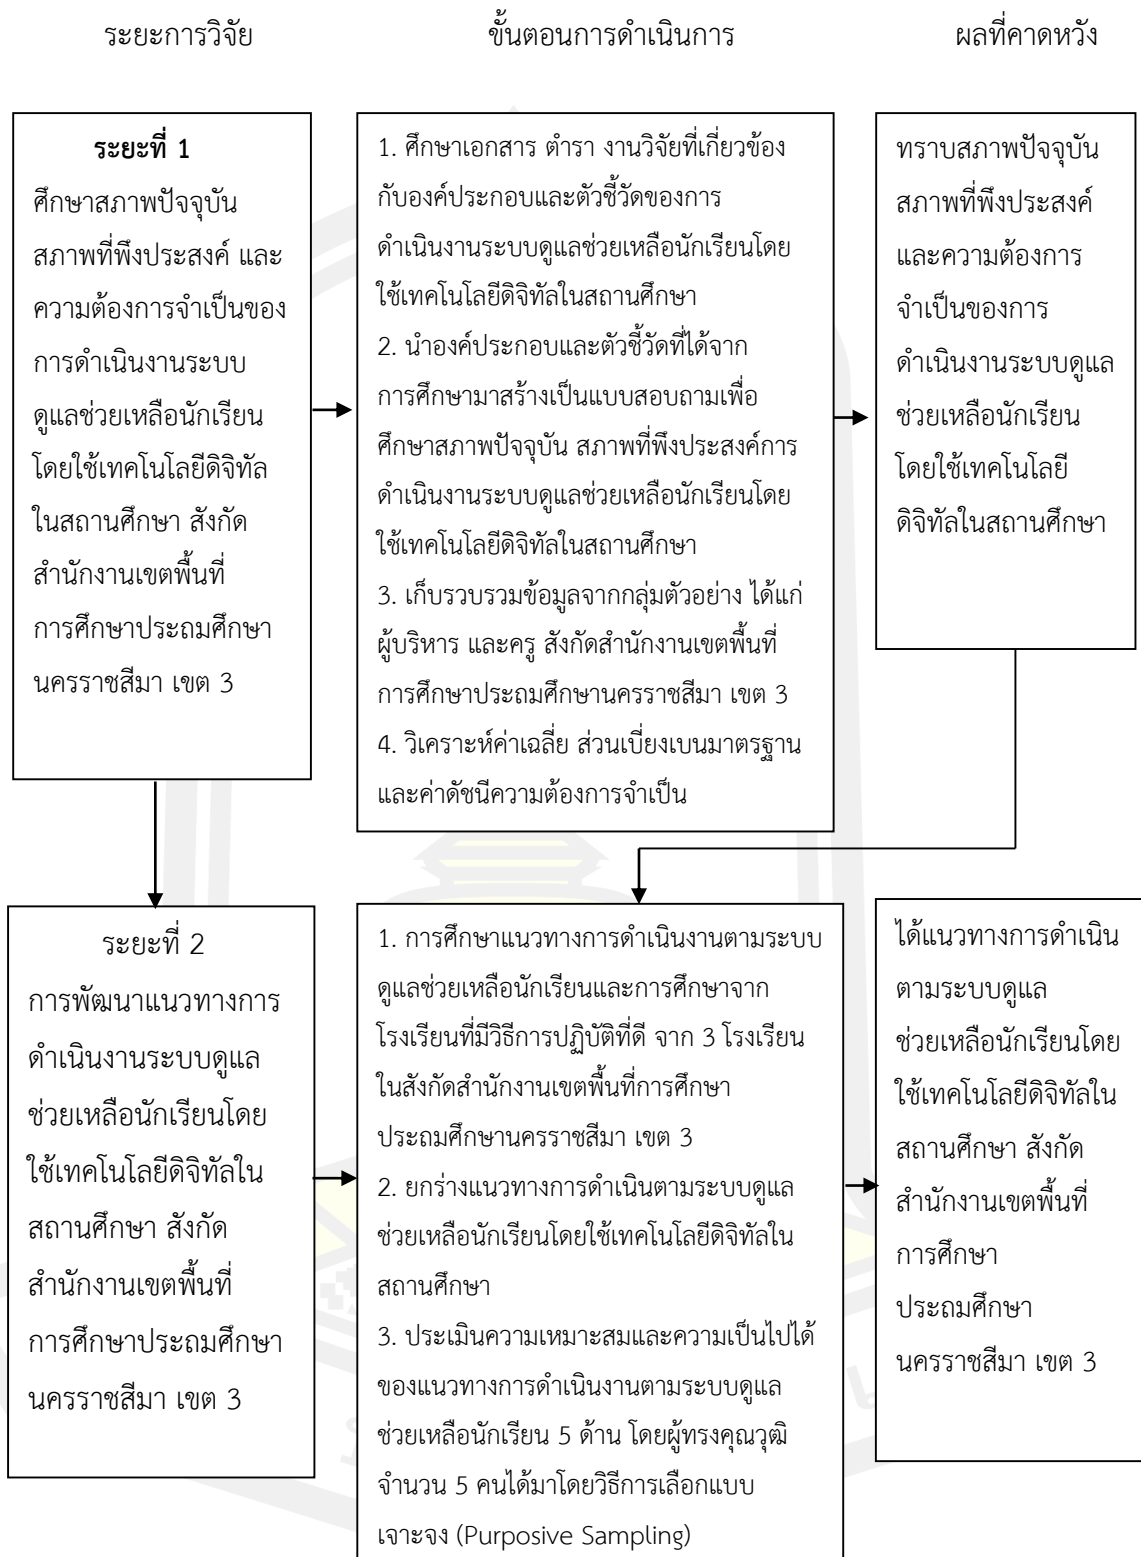 ระยะการวิจัย
ขั้นตอนการดำเนินการ
ผลที่คาดหวัง
ระยะที่ 1
ศึกษาสภาพปัจจุบัน
สภาพที่พึงประสงค์ และ
ความต้องการจำเป็นของ
การดำเนินงานระบบ
ดูแลช่วยเหลือนักเรียน
โดยใช้เทคโนโลยีดิจิทัล
ในสถานศึกษา สังกัด
สำนักงานเขตพื้นที่
การศึกษาประถมศึกษา
นครราชสีมา เขต 3
1. ศึกษาเอกสาร ตำรา งานวิจัยที่เกี่ยวข้อง
กับองค์ประกอบและตัวชี้วัดของการ
ดำเนินงานระบบดูแลช่วยเหลือนักเรียนโดย
ใช้เทคโนโลยีดิจิทัลในสถานศึกษา
2. นำองค์ประกอบและตัวชี้วัดที่ได้จาก
การศึกษามาสร้างเป็นแบบสอบถามเพื่อ
ศึกษาสภาพปัจจุบัน สภาพที่พึงประสงค์การ
ดำเนินงานระบบดูแลช่วยเหลือนักเรียนโดย
ใช้เทคโนโลยีดิจิทัลในสถานศึกษา
3. เก็บรวบรวมข้อมูลจากกลุ่มตัวอย่าง ได้แก่
ผู้บริหาร และครู สังกัดสำนักงานเขตพื้นที่
การศึกษาประถมศึกษานครราชสีมา เขต 3
4. วิเคราะห์ค่าเฉลี่ย ส่วนเบี่ยงเบนมาตรฐาน
และค่าดัชนีความต้องการจำเป็น
ทราบสภาพปัจจุบัน
สภาพที่พึงประสงค์
และความต้องการ
จำเป็นของการ
ดำเนินงานระบบดูแล
ช่วยเหลือนักเรียน
โดยใช้เทคโนโลยี
ดิจิทัลในสถานศึกษา
ระยะที่ 2
การพัฒนาแนวทางการ
ดำเนินงานระบบดูแล
ช่วยเหลือนักเรียนโดย
ใช้เทคโนโลยีดิจิทัลใน
สถานศึกษา สังกัด
สำนักงานเขตพื้นที่
การศึกษาประถมศึกษา
นครราชสีมา เขต 3
1. การศึกษาแนวทางการดำเนินงานตามระบบ
ดูแลช่วยเหลือนักเรียนและการศึกษาจาก
โรงเรียนที่มีวิธีการปฏิบัติที่ดี จาก 3 โรงเรียน
ในสังกัดสำนักงานเขตพื้นที่การศึกษา
ประถมศึกษานครราชสีมา เขต 3
2. ยกร่างแนวทางการดำเนินตามระบบดูแล
ช่วยเหลือนักเรียนโดยใช้เทคโนโลยีดิจิทัลใน
สถานศึกษา
3. ประเมินความเหมาะสมและความเป็นไปได้
ของแนวทางการดำเนินงานตามระบบดูแล
ช่วยเหลือนักเรียน 5 ด้าน โดยผู้ทรงคุณวุฒิ
จำนวน 5 คนได้มาโดยวิธีการเลือกแบบ
เจาะจง (Purposive Sampling)
ได้แนวทางการดำเนิน
ตามระบบดูแล
ช่วยเหลือนักเรียนโดย
ใช้เทคโนโลยีดิจิทัลใน
สถานศึกษา สังกัด
สำนักงานเขตพื้นที่
การศึกษา
ประถมศึกษา
นครราชสีมา เขต 3